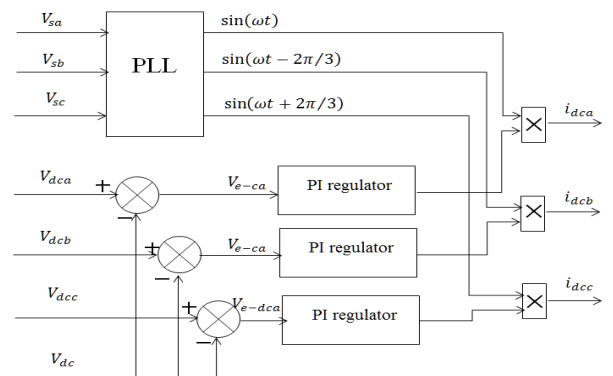 V_sa
sin(ωt)
V_sb
PLL
sin(ωt − 2π/3)
V_sc
sin(ωt + 2π/3)
×
i_dca
V_dca
+
−
V_e−ca
PI regulator
×
i_dcb
V_dcb
+
−
V_e−ca
PI regulator
×
i_dcc
V_dcc
+
−
V_e−dca
PI regulator
V_dc